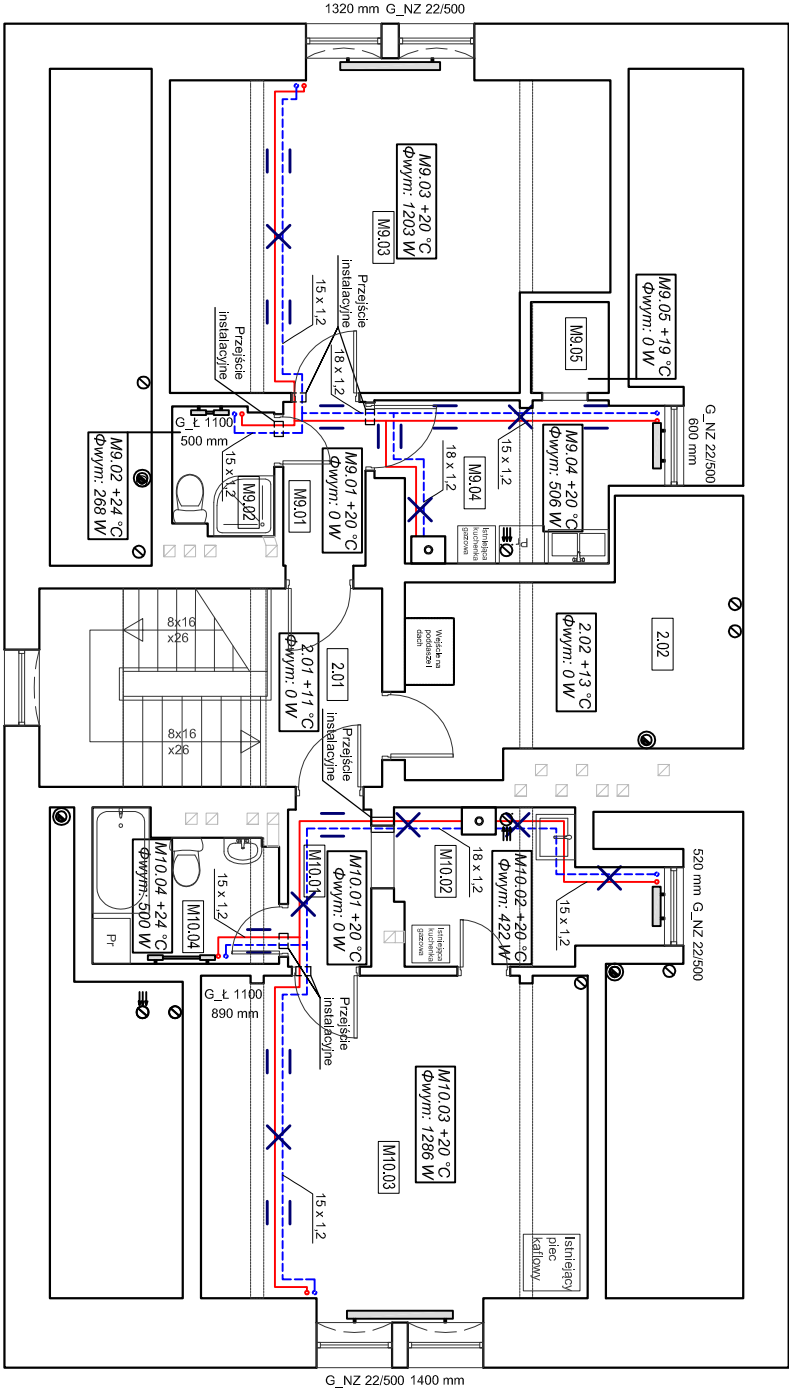 1320 mm G_NZ 22/500
M9.03 +20 °C
Φwym: 1203 W
M9.03
Przejście
instalacyjne
15 x 1,2
18 x 1,2
Przejście
instalacyjne
M9.05 +19 °C
Φwym: 0 W
M9.05
G_NZ 22/500
600 mm
G_Ł 1100
500 mm
15 x 1,2
M9.02 +24 °C
Φwym: 268 W
M9.02
M9.01
M9.01 +20 °C
Φwym: 0 W
18 x 1,2
M9.04
15 x 1,2
M9.04 +20 °C
Φwym: 506 W
Istniejąca
kuchenka
gazowa
Pr
8x16
x26
8x16
x26
2.01 +11 °C
Φwym: 0 W
2.01
Wejście na
poddasze i
dach
2.02 +13 °C
Φwym: 0 W
2.02
Przejście
instalacyjne
M10.04 +24 °C
Φwym: 500 W
M10.04
15 x 1,2
Pr
M10.01
M10.01 +20 °C
Φwym: 0 W
M10.02
18 x 1,2
M10.02 +20 °C
Φwym: 422 W
Istniejąca
kuchenka
gazowa
15 x 1,2
520 mm G_NZ 22/500
G_Ł 1100
890 mm
Przejście
instalacyjne
M10.03 +20 °C
Φwym: 1286 W
M10.03
15 x 1,2
Istniejący
piec
kaflowy
G_NZ 22/500 1400 mm